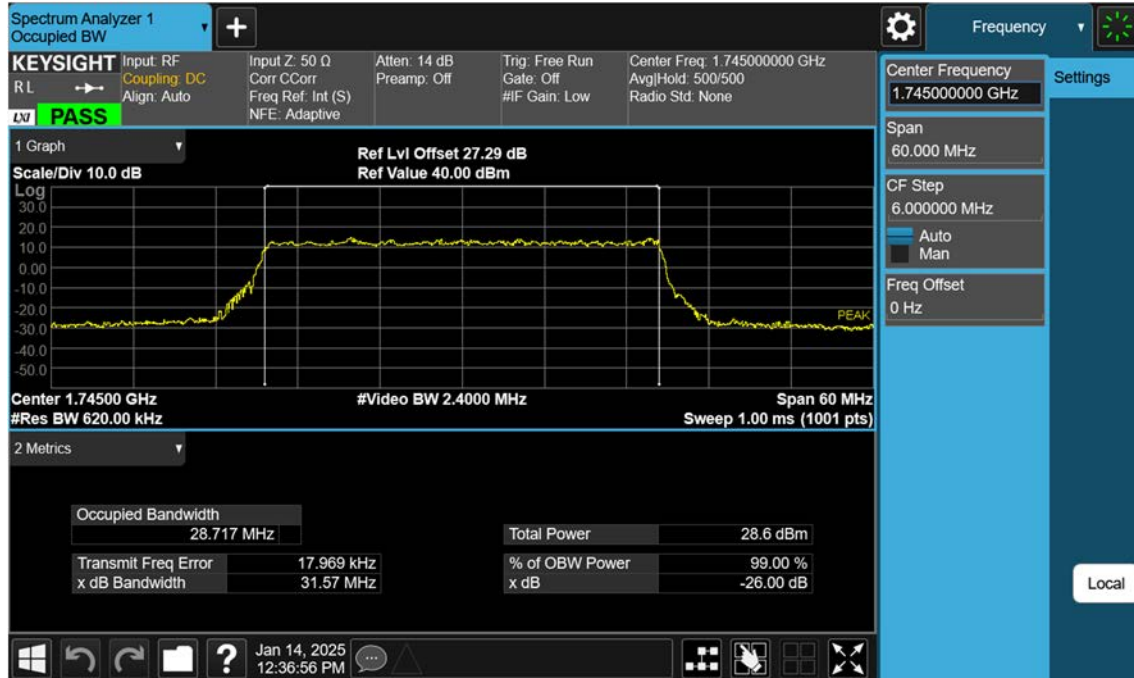 Spectrum Analyzer 1
Occupied BW
+
Frequency
KEYSIGHT
R L
LXI
PASS
Input: RF
Coupling: DC
Align: Auto
Input Z: 50 Ω
Corr CCorr
Freq Ref: Int (S)
NFE: Adaptive
Atten: 14 dB
Preamp: Off
Trig: Free Run
Gate: Off
#IF Gain: Low
Center Freq: 1.745000000 GHz
Avg|Hold: 500/500
Radio Std: None
Center Frequency
1.745000000 GHz
Settings
Span
60.000 MHz
CF Step
6.000000 MHz
Auto
Man
Freq Offset
0 Hz
Local
1 Graph
Scale/Div 10.0 dB
Ref Lvl Offset 27.29 dB
Ref Value 40.00 dBm
Log
30.0
20.0
10.0
0.00
-10.0
-20.0
-30.0
-40.0
-50.0
PEAK
Center 1.74500 GHz
#Video BW 2.4000 MHz
Span 60 MHz
#Res BW 620.00 kHz
Sweep 1.00 ms (1001 pts)
2 Metrics
Occupied Bandwidth
28.717 MHz
Total Power 28.6 dBm
Transmit Freq Error 17.969 kHz
% of OBW Power 99.00 %
x dB Bandwidth 31.57 MHz
x dB -26.00 dB
?
Jan 14, 2025
12:36:56 PM